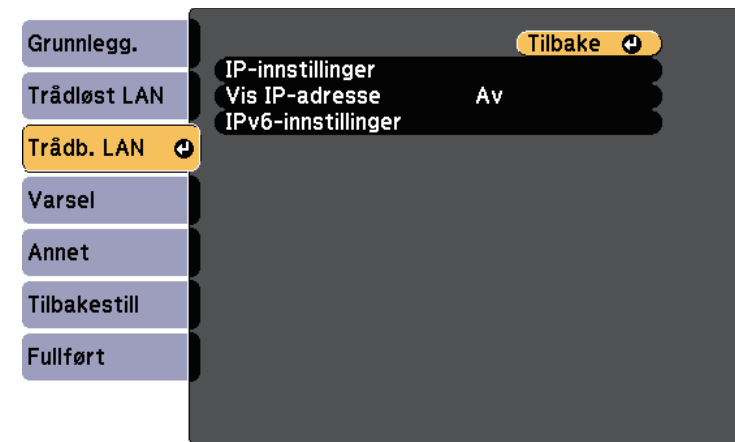 Grunnlegg.
Trådløst LAN
Trådb. LAN
Varsel
Annet
Tilbakestill
Fullført
Tilbake
IP-innstillinger
Vis IP-adresse Av
IPv6-innstillinger